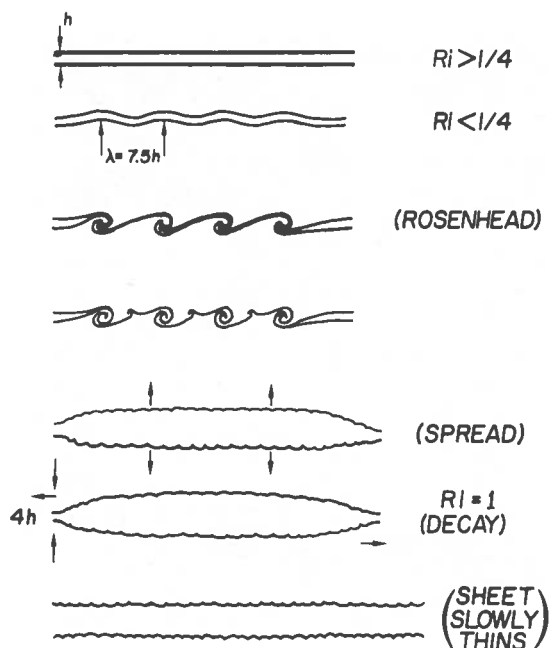 h
Ri > 1/4
Ri < 1/4
λ = 7.5h
(ROSENHEAD)
(SPREAD)
Ri = 1
4h
(DECAY)
(SHEET
SLOWLY
THINS)